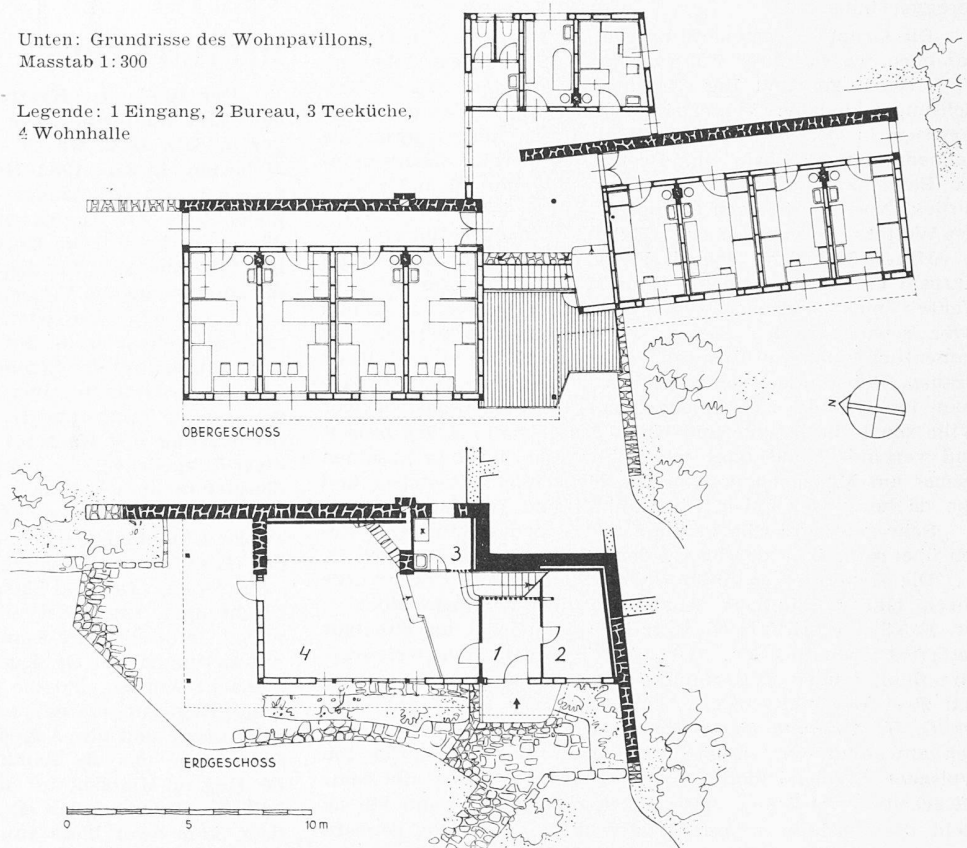 Unten: Grundrisse des Wohnpavillons,
Masstab 1:300
Legende: 1 Eingang, 2 Bureau, 3 Teeküche,
4 Wohnhalle
OBERGESCHOSS
N
3
4
1
2
ERDGESCHOSS
0 5 10 m